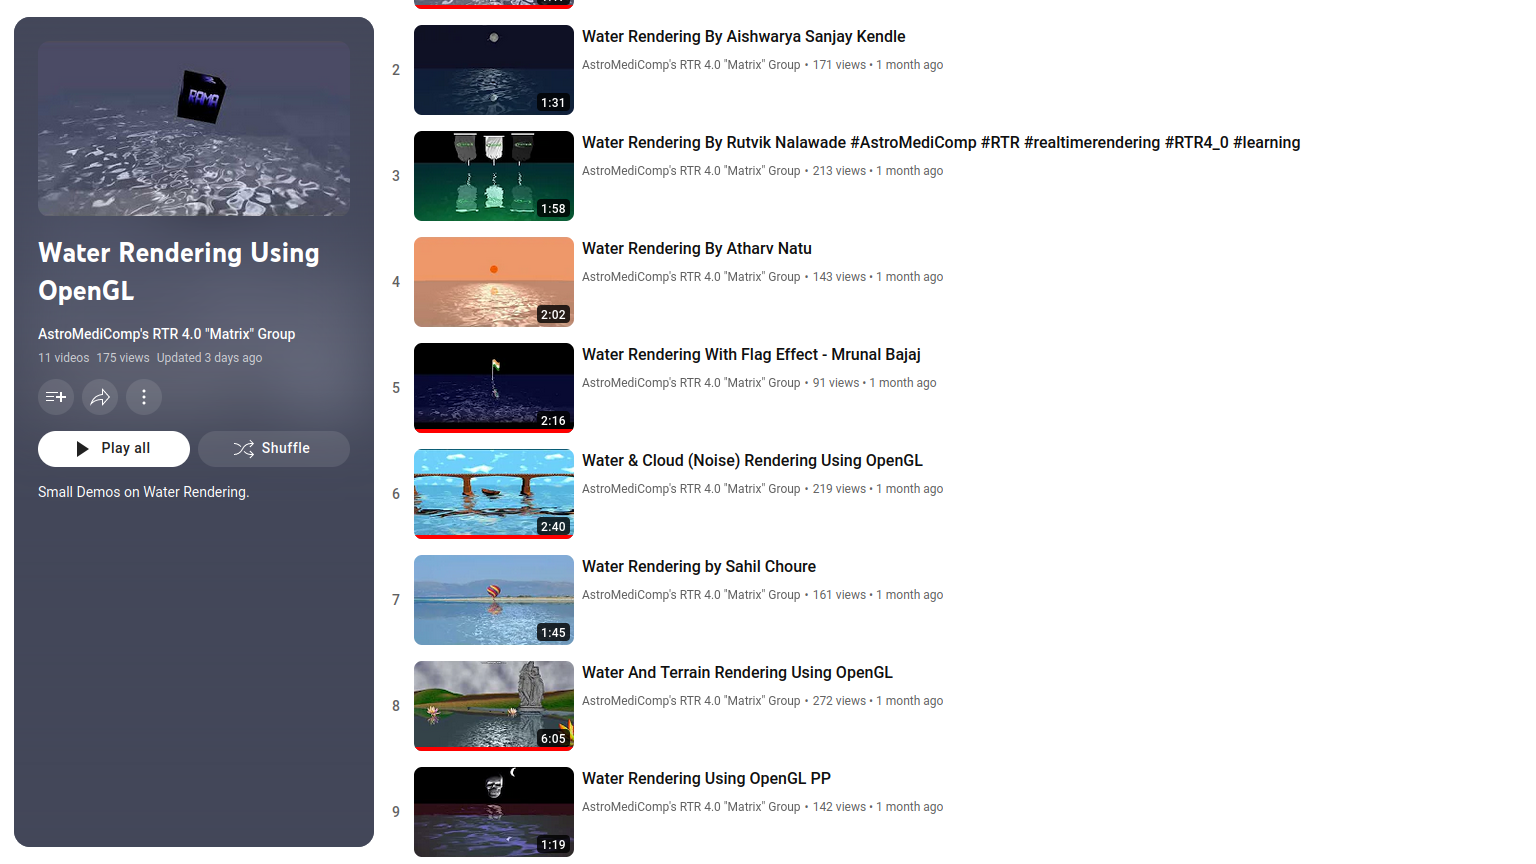 RAMA
Water Rendering Using
OpenGL
AstroMediComp's RTR 4.0 "Matrix" Group
11 videos 175 views Updated 3 days ago
Play all
Shuffle
Small Demos on Water Rendering.
2
1:31
Water Rendering By Aishwarya Sanjay Kendle
AstroMediComp's RTR 4.0 "Matrix" Group • 171 views • 1 month ago
3
1:58
Water Rendering By Rutvik Nalawade #AstroMediComp #RTR #realtimerendering #RTR4_0 #learning
AstroMediComp's RTR 4.0 "Matrix" Group • 213 views • 1 month ago
4
2:02
Water Rendering By Atharv Natu
AstroMediComp's RTR 4.0 "Matrix" Group • 143 views • 1 month ago
5
2:16
Water Rendering With Flag Effect - Mrunal Bajaj
AstroMediComp's RTR 4.0 "Matrix" Group • 91 views • 1 month ago
6
2:40
Water & Cloud (Noise) Rendering Using OpenGL
AstroMediComp's RTR 4.0 "Matrix" Group • 219 views • 1 month ago
7
1:45
Water Rendering by Sahil Choure
AstroMediComp's RTR 4.0 "Matrix" Group • 161 views • 1 month ago
8
6:05
Water And Terrain Rendering Using OpenGL
AstroMediComp's RTR 4.0 "Matrix" Group • 272 views • 1 month ago
9
1:19
Water Rendering Using OpenGL PP
AstroMediComp's RTR 4.0 "Matrix" Group • 142 views • 1 month ago